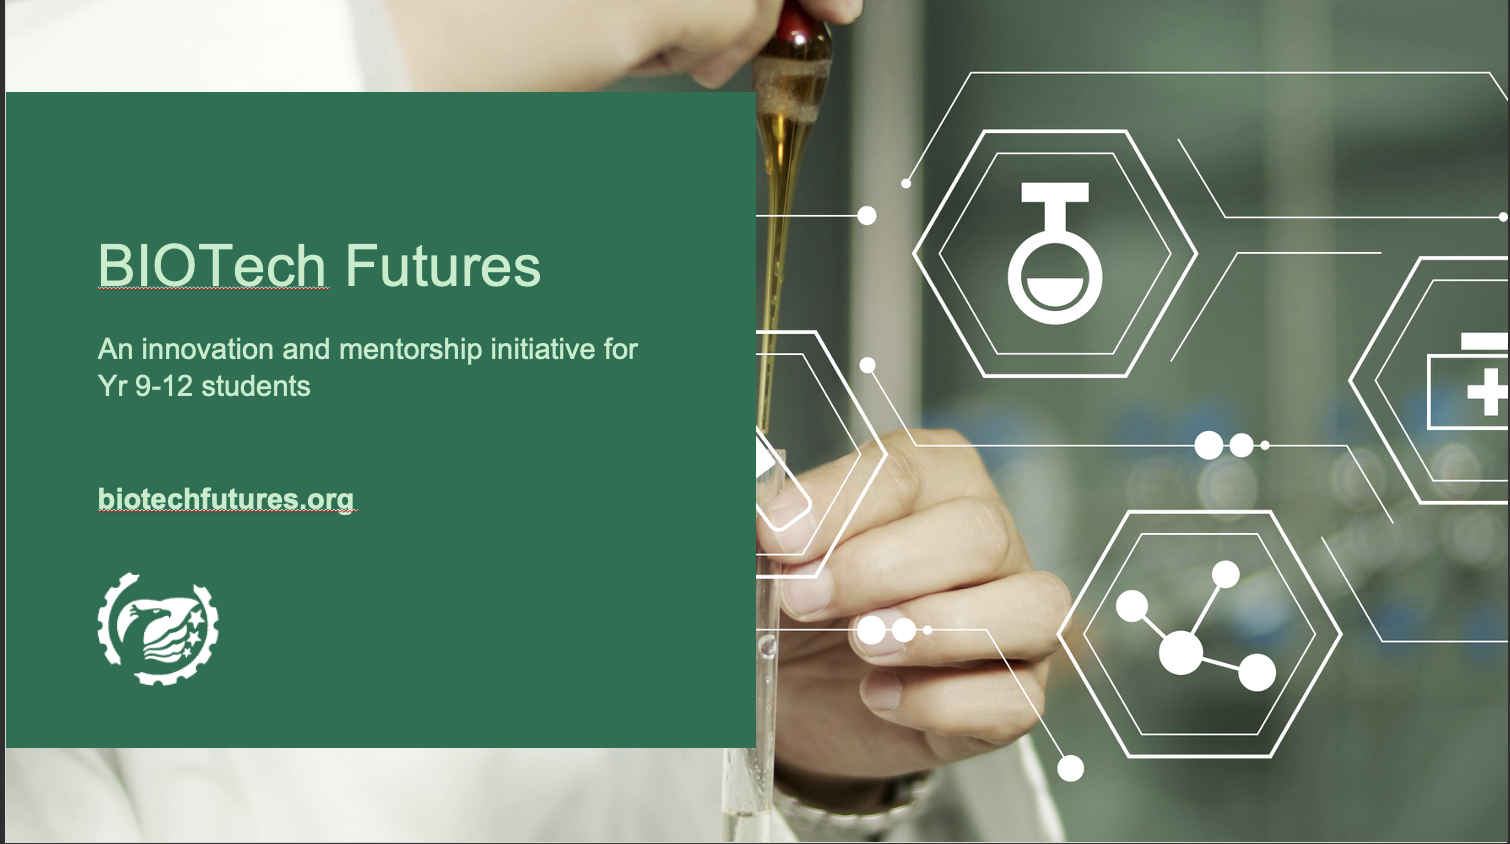 BIOTech Futures
An innovation and mentorship initiative for
Yr 9-12 students
biotechfutures.org